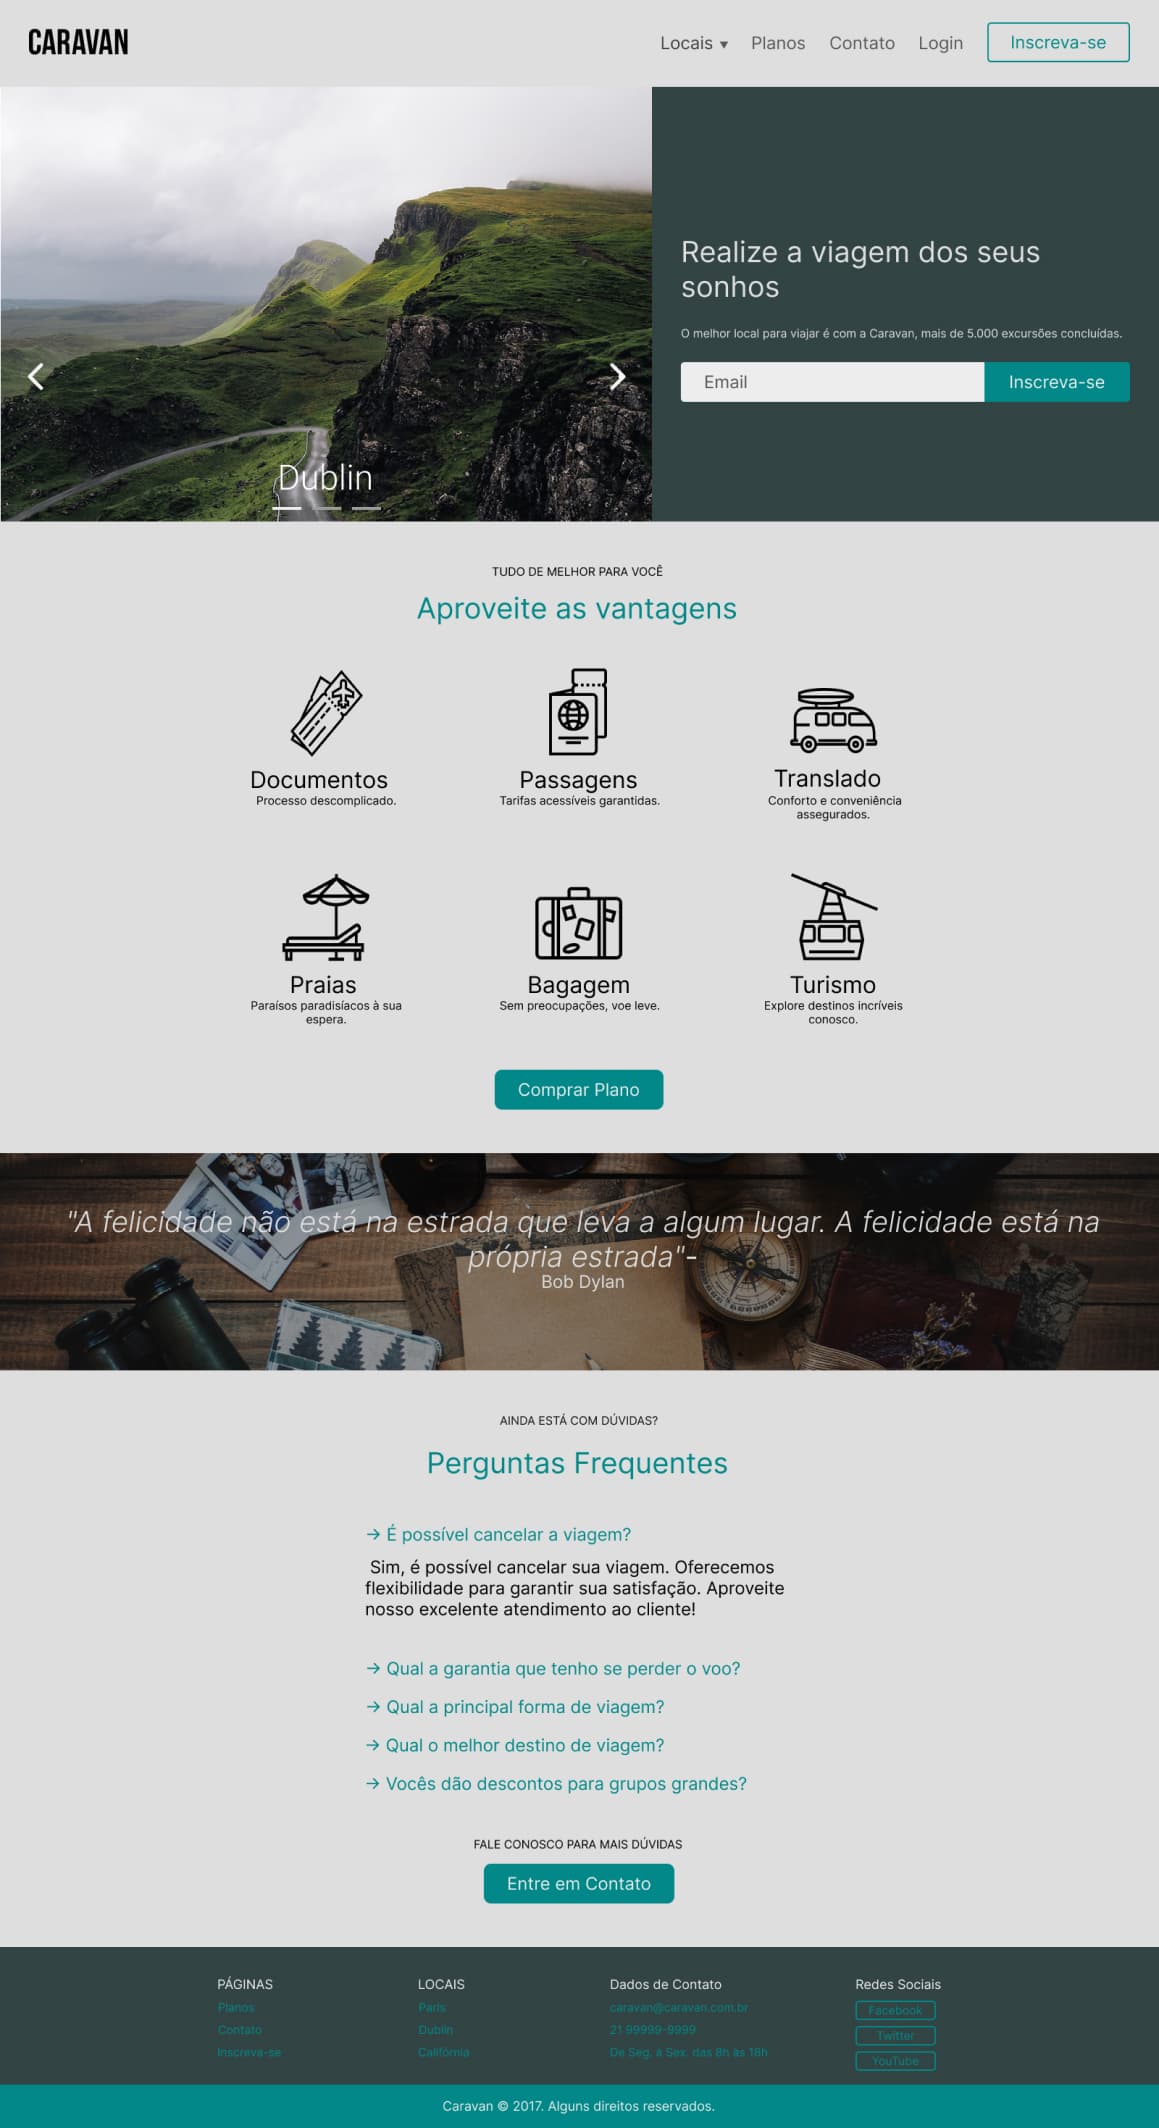 CARAVAN
Locais ▼ Planos Contato Login Inscreva-se
Realize a viagem dos seus
sonhos
O melhor local para viajar é com a Caravan, mais de 5.000 excursões concluídas.
Email Inscreva-se
Dublin
TUDO DE MELHOR PARA VOCÊ
Aproveite as vantagens
Documentos
Processo descomplicado.
Passagens
Tarifas acessíveis garantidas.
Translado
Conforto e conveniência
assegurados.
Praias
Paraísos paradisíacos à sua
espera.
Bagagem
Sem preocupações, voe leve.
Turismo
Explore destinos incríveis
conosco.
Comprar Plano
"A felicidade não está na estrada que leva a algum lugar. A felicidade está na
própria estrada"-
Bob Dylan
AINDA ESTÁ COM DÚVIDAS?
Perguntas Frequentes
→ É possível cancelar a viagem?
Sim, é possível cancelar sua viagem. Oferecemos
flexibilidade para garantir sua satisfação. Aproveite
nosso excelente atendimento ao cliente!
→ Qual a garantia que tenho se perder o voo?
→ Qual a principal forma de viagem?
→ Qual o melhor destino de viagem?
→ Vocês dão descontos para grupos grandes?
FALE CONOSCO PARA MAIS DÚVIDAS
Entre em Contato
PÁGINAS
Planos
Contato
Inscreva-se
LOCAIS
Paris
Dublin
Califórnia
Dados de Contato
caravan@caravan.com.br
21 99999-9999
De Seg. à Sex. das 8h às 18h
Redes Sociais
Facebook
Twitter
YouTube
Caravan © 2017. Alguns direitos reservados.